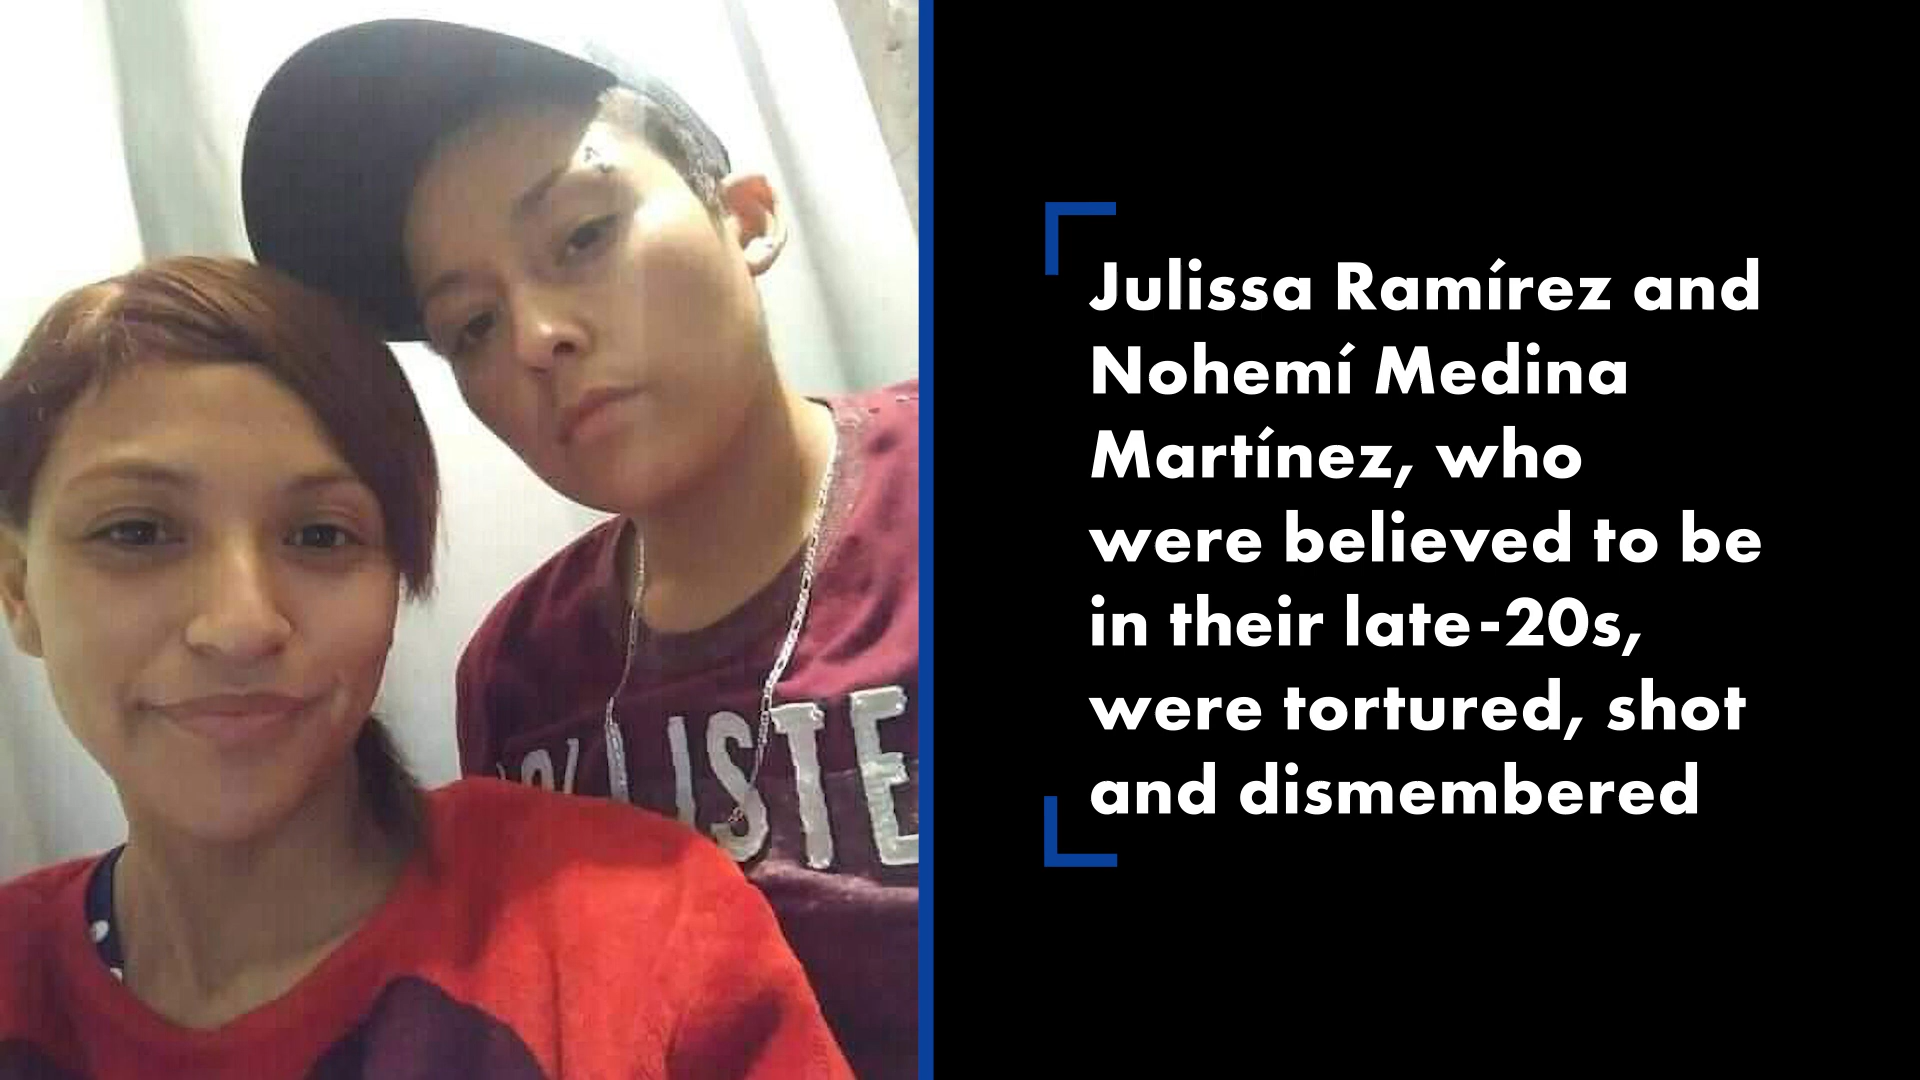 Julissa Ramírez and
Nohemí Medina
Martínez, who
were believed to be
in their late-20s,
were tortured, shot
and dismembered
LISTE